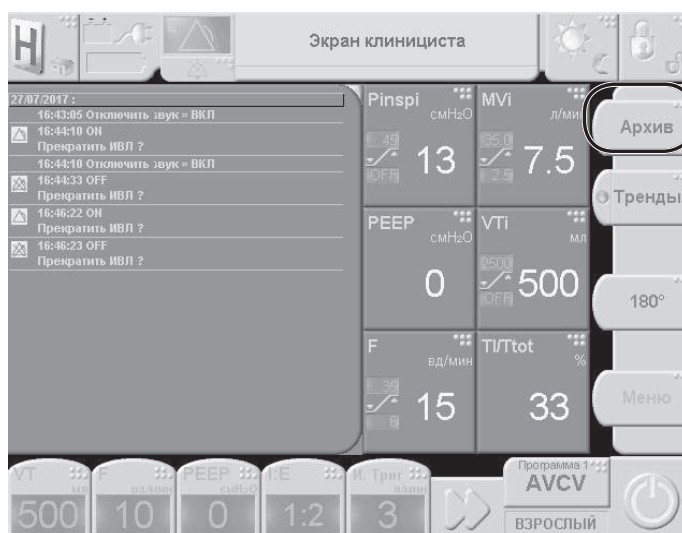 H
Экран клинициста
27/07/2017 :
16:43:05 Отключить звук = ВКЛ
16:44:10 ON
Прекратить ИВЛ ?
16:44:10 Отключить звук = ВКЛ
16:44:33 OFF
Прекратить ИВЛ ?
16:46:22 ON
Прекратить ИВЛ ?
16:46:23 OFF
Прекратить ИВЛ ?
Pinspi
смH₂O
45
OFF
13
MVi
л/мин
35.0
2.5
7.5
PEEP
смH₂O
0
VTi
мл
2500
OFF
500
F
вд/мин
35
6
15
TI/Ttot
%
33
Архив
Тренды
180°
Меню
VT
мл
500
F
вд/мин
10
PEEP
смH₂O
0
I:E
1:2
И. Триг
л/мин
3
Программа 1
AVCV
ВЗРОСЛЫЙ